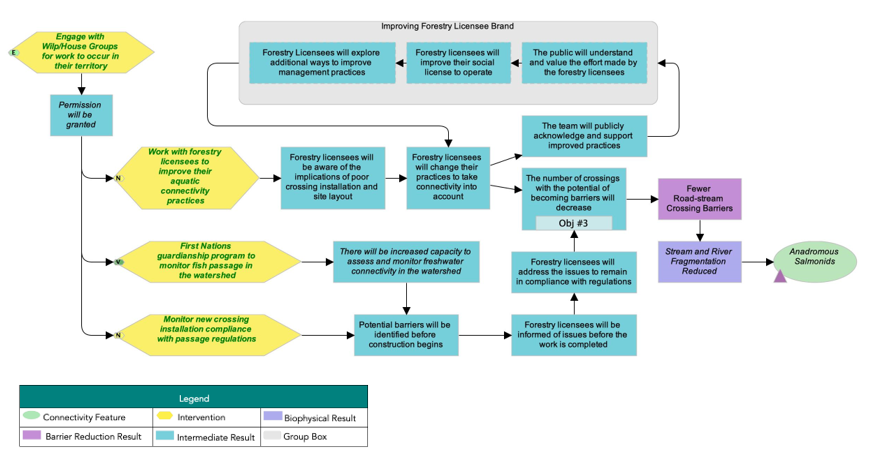 Improving Forestry Licensee Brand
Engage with
Wilp/House Groups
for work to occur in
their territory
E
Forestry Licensees will explore
additional ways to improve
management practices
Forestry licensees will
improve their social
license to operate
The public will understand
and value the effort made by
the forestry licensees
Permission
will be
granted
The team will publicly
acknowledge and support
improved practices
Work with forestry
licensees to
improve their
aquatic
connectivity
practices
N
Forestry licensees will
be aware of the
implications of poor
crossing installation and
site layout
Forestry licensees
will change their
practices to take
connectivity into
account
The number of crossings
with the potential of
becoming barriers will
decrease
Obj #3
Fewer
Road-stream
Crossing Barriers
First Nations
guardianship program to
monitor fish passage in
the watershed
V
There will be increased capacity to
assess and monitor freshwater
connectivity in the watershed
Forestry licensees will
address the issues to remain
in compliance with regulations
Stream and River
Fragmentation
Reduced
Anadromous
Salmonids
Monitor new crossing
installation compliance
with passage regulations
N
Potential barriers will be
identified before
construction begins
Forestry licensees will be
informed of issues before the
work is completed
Legend
Connectivity Feature
Intervention
Biophysical Result
Barrier Reduction Result
Intermediate Result
Group Box